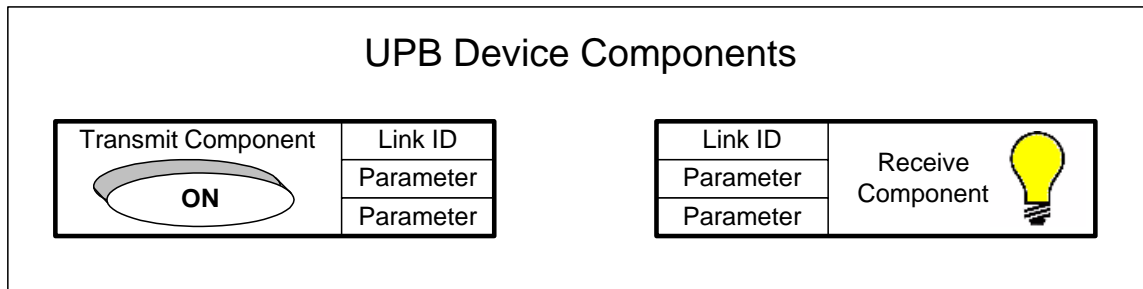 UPB Device Components
Transmit Component
ON
Link ID
Parameter
Parameter
Link ID
Parameter
Parameter
Receive
Component